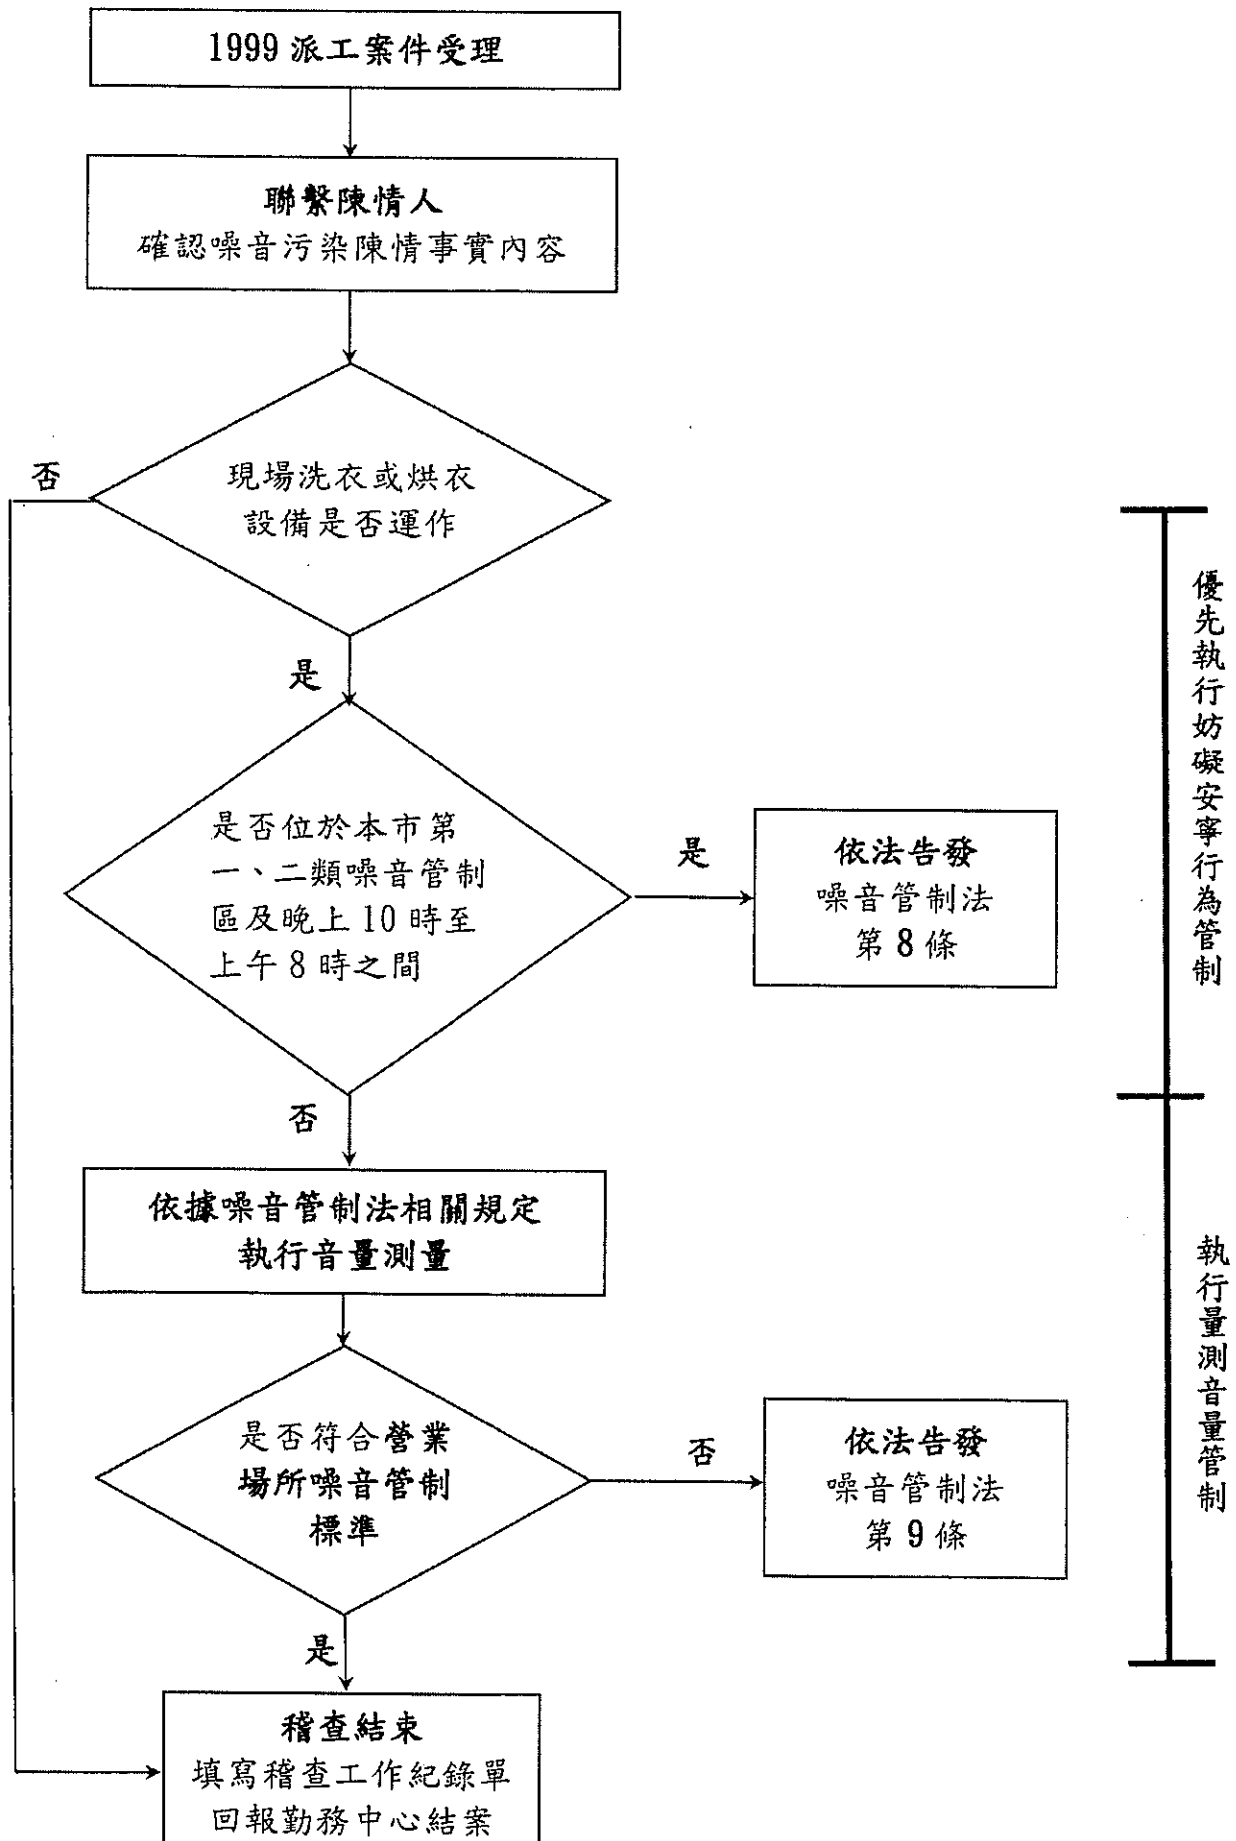 1999 派工案件受理
聯繫陳情人
確認噪音污染陳情事實內容
否
現場洗衣或烘衣
設備是否運作
是
是否位於本市第
一、二類噪音管制
區及晚上 10 時至
上午 8 時之間
是
依法告發
噪音管制法
第 8 條
優先執行妨礙安寧行為管制
否
依據噪音管制法相關規定
執行音量測量
是否符合營業
場所噪音管制
標準
否
依法告發
噪音管制法
第 9 條
執行量測音量管制
是
稽查結束
填寫稽查工作紀錄單
回報勤務中心結案